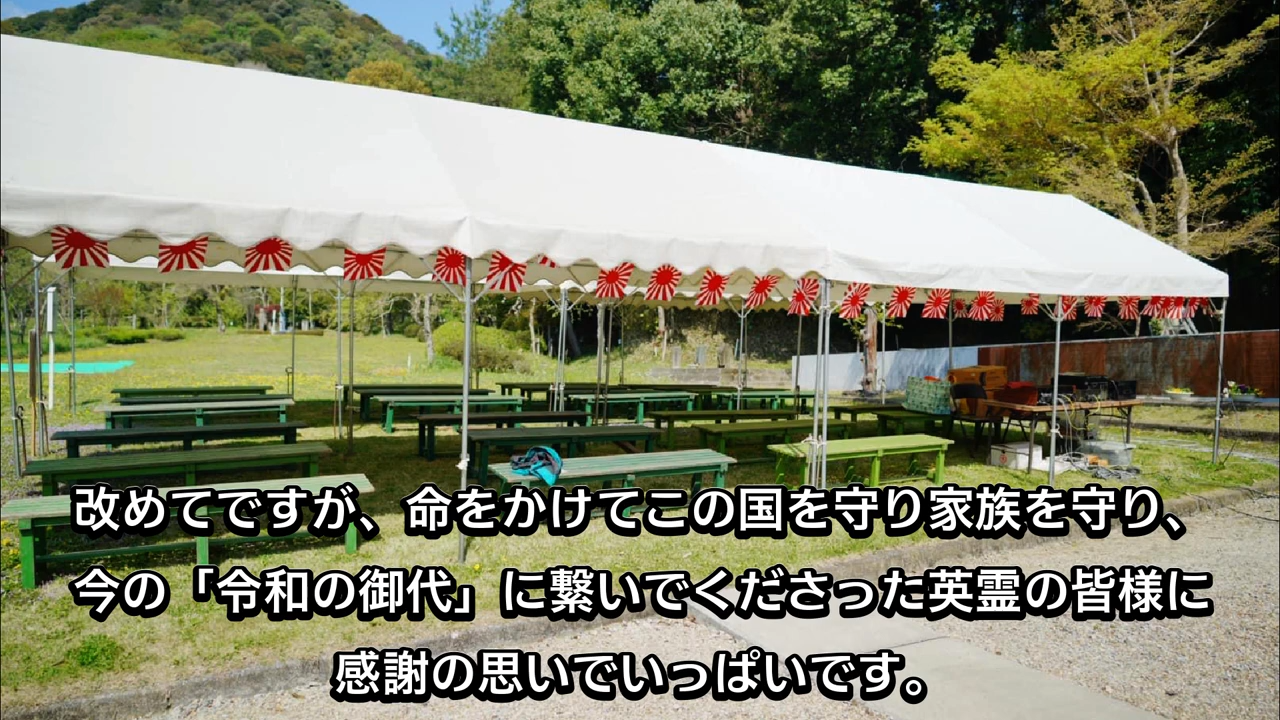 改めてですが、命をかけてこの国を守り家族を守り、
今の「令和の御代」に繋いでくださった英霊の皆様に
感謝の思いでいっぱいです。